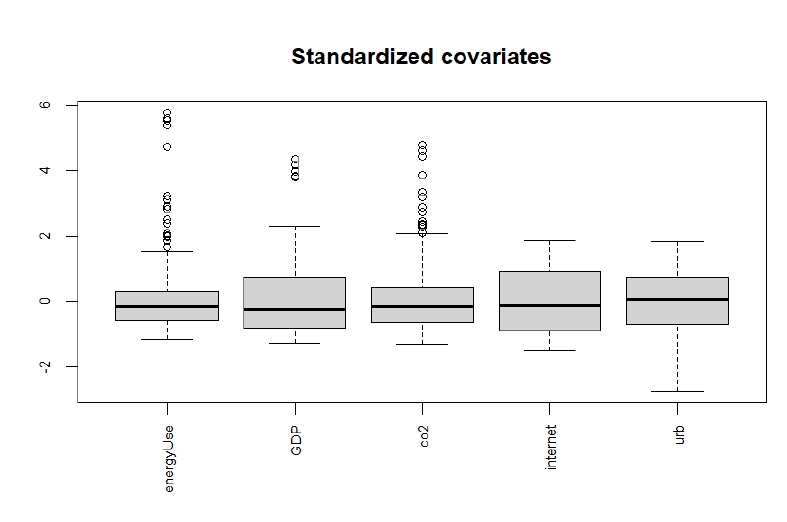 Standardized covariates
6
4
2
0
-2
energyUse
GDP
co2
internet
urb